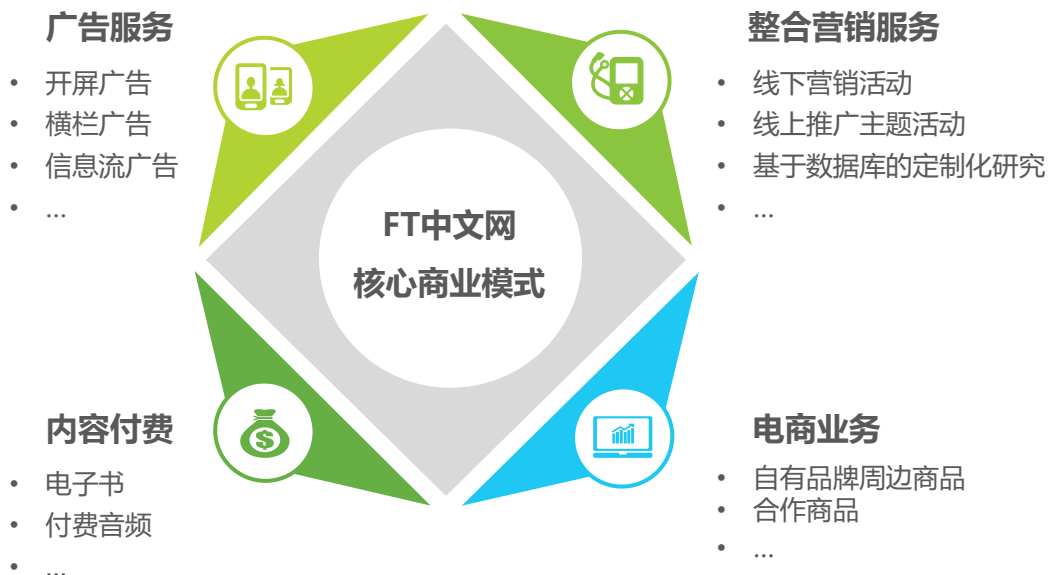 广告服务
• 开屏广告
• 横栏广告
• 信息流广告
• ...
整合营销服务
• 线下营销活动
• 线上推广主题活动
• 基于数据库的定制化研究
• ...
FT中文网
核心商业模式
内容付费
• 电子书
• 付费音频
• ...
电商业务
• 自有品牌周边商品
• 合作商品
• ...